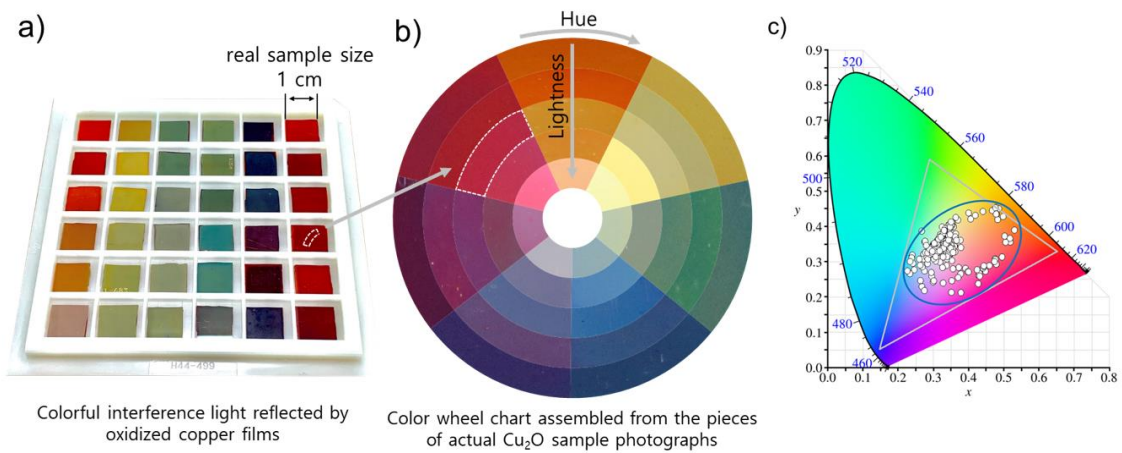 a)
real sample size
1 cm
H44-499
Colorful interference light reflected by
oxidized copper films
b)
Hue
Lightness
Color wheel chart assembled from the pieces
of actual Cu₂O sample photographs
c)
0.9
0.8
0.7
0.6
0.5
0.4
0.3
0.2
0.1
0.0
y
0.0 0.1 0.2 0.3 0.4 0.5 0.6 0.7 0.8
x
520
540
560
580
600
620
500
480
460